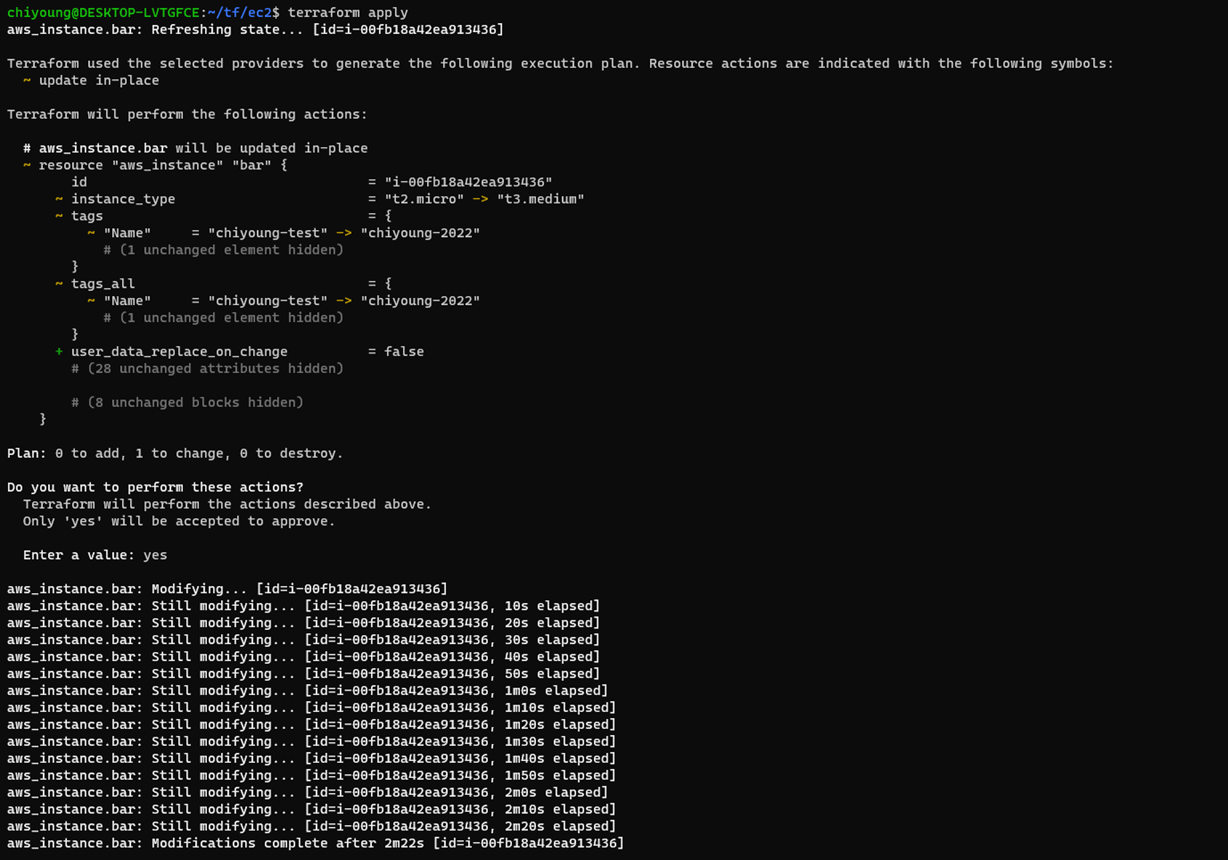 chiyoung@DESKTOP-LVTGFCE:~/tf/ec2$ terraform apply
aws_instance.bar: Refreshing state... [id=i-00fb18a42ea913436]
Terraform used the selected providers to generate the following execution plan. Resource actions are indicated with the following symbols:
  ~ update in-place
Terraform will perform the following actions:
  # aws_instance.bar will be updated in-place
  ~ resource "aws_instance" "bar" {
        id                                   = "i-00fb18a42ea913436"
      ~ instance_type                        = "t2.micro" -> "t3.medium"
      ~ tags                                 = {
          ~ "Name"     = "chiyoung-test" -> "chiyoung-2022"
            # (1 unchanged element hidden)
        }
      ~ tags_all                             = {
          ~ "Name"     = "chiyoung-test" -> "chiyoung-2022"
            # (1 unchanged element hidden)
        }
      + user_data_replace_on_change          = false
        # (28 unchanged attributes hidden)
        # (8 unchanged blocks hidden)
    }
Plan: 0 to add, 1 to change, 0 to destroy.
Do you want to perform these actions?
  Terraform will perform the actions described above.
  Only 'yes' will be accepted to approve.
  Enter a value: yes
aws_instance.bar: Modifying... [id=i-00fb18a42ea913436]
aws_instance.bar: Still modifying... [id=i-00fb18a42ea913436, 10s elapsed]
aws_instance.bar: Still modifying... [id=i-00fb18a42ea913436, 20s elapsed]
aws_instance.bar: Still modifying... [id=i-00fb18a42ea913436, 30s elapsed]
aws_instance.bar: Still modifying... [id=i-00fb18a42ea913436, 40s elapsed]
aws_instance.bar: Still modifying... [id=i-00fb18a42ea913436, 50s elapsed]
aws_instance.bar: Still modifying... [id=i-00fb18a42ea913436, 1m0s elapsed]
aws_instance.bar: Still modifying... [id=i-00fb18a42ea913436, 1m10s elapsed]
aws_instance.bar: Still modifying... [id=i-00fb18a42ea913436, 1m20s elapsed]
aws_instance.bar: Still modifying... [id=i-00fb18a42ea913436, 1m30s elapsed]
aws_instance.bar: Still modifying... [id=i-00fb18a42ea913436, 1m40s elapsed]
aws_instance.bar: Still modifying... [id=i-00fb18a42ea913436, 1m50s elapsed]
aws_instance.bar: Still modifying... [id=i-00fb18a42ea913436, 2m0s elapsed]
aws_instance.bar: Still modifying... [id=i-00fb18a42ea913436, 2m10s elapsed]
aws_instance.bar: Still modifying... [id=i-00fb18a42ea913436, 2m20s elapsed]
aws_instance.bar: Modifications complete after 2m22s [id=i-00fb18a42ea913436]